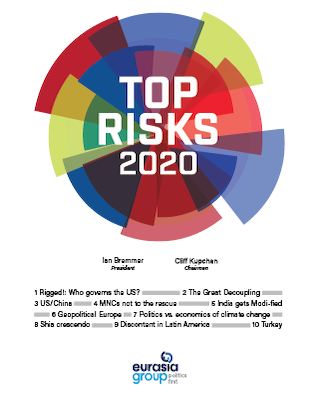 TOP
RISKS
2020
Ian Bremmer Cliff Kupchan
President Chairman
1 Rigged!: Who governs the US? 2 The Great Decoupling
3 US/China 4 MNCs not to the rescue 5 India gets Modi-fied
6 Geopolitical Europe 7 Politics vs. economics of climate change
8 Shia crescendo 9 Discontent in Latin America 10 Turkey
eurasia
group politics
first